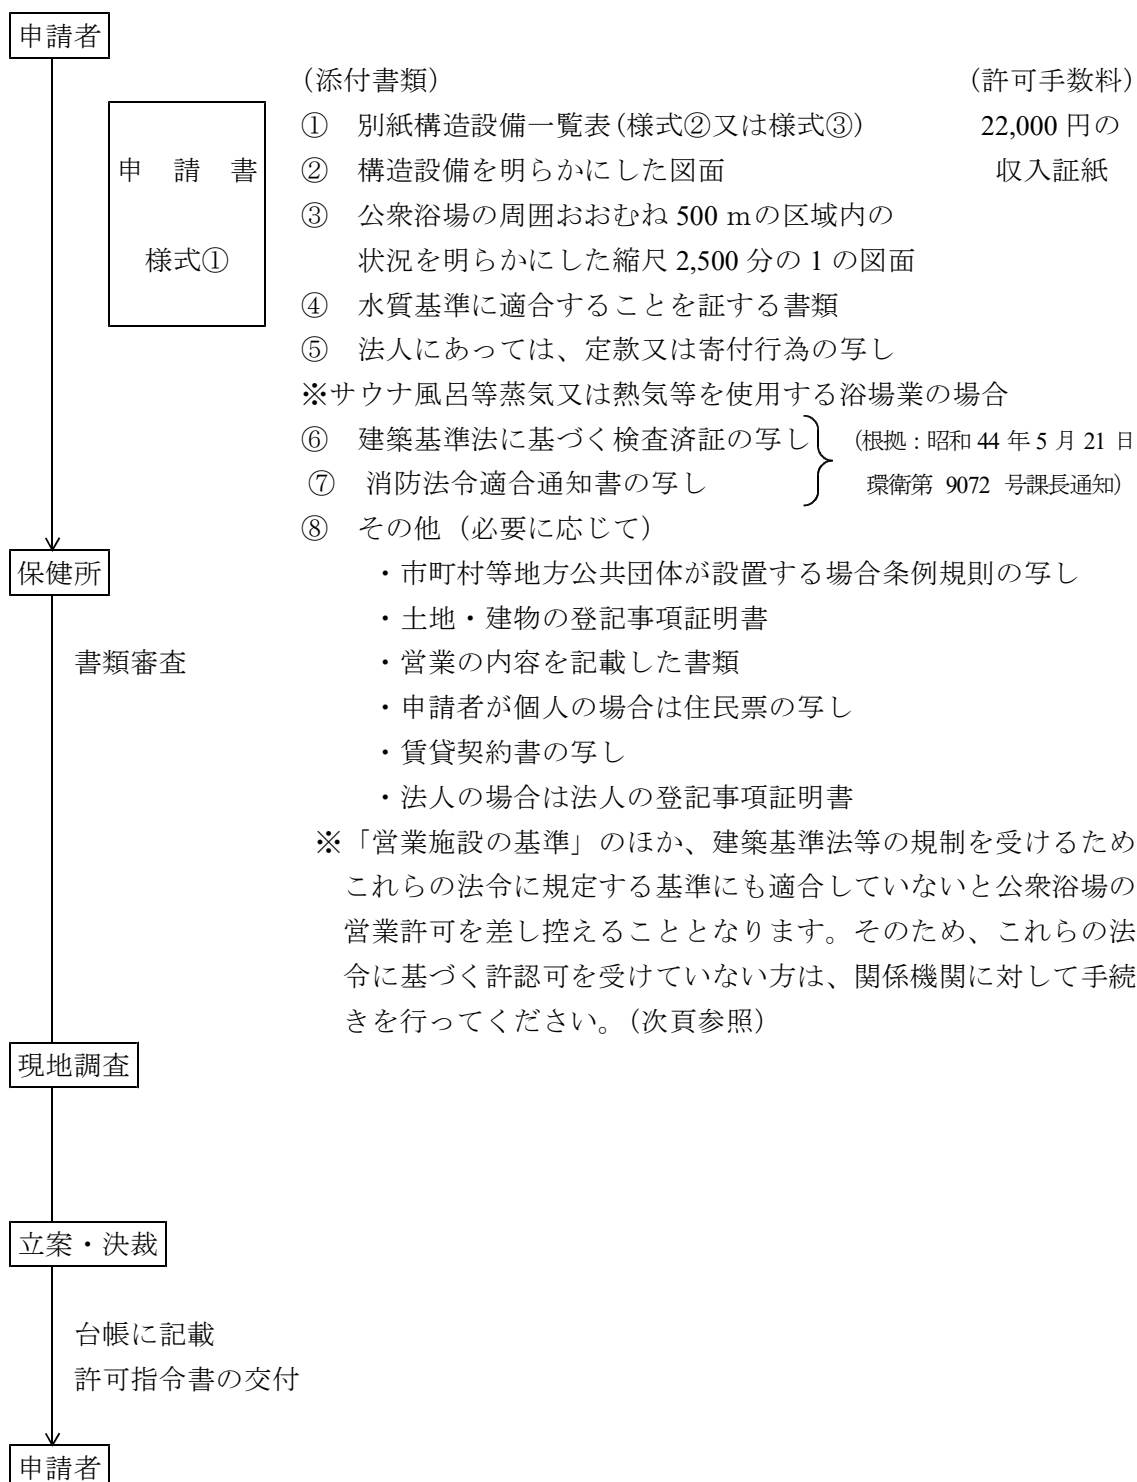 申請者
(添付書類) (許可手数料)
① 別紙構造設備一覧表(様式②又は様式③) 22,000 円の
申 請 書 ② 構造設備を明らかにした図面 収入証紙
③ 公衆浴場の周囲おおむね 500 mの区域内の
様式① 状況を明らかにした縮尺 2,500 分の 1 の図面
④ 水質基準に適合することを証する書類
⑤ 法人にあっては、定款又は寄付行為の写し
※サウナ風呂等蒸気又は熱気等を使用する浴場業の場合
⑥ 建築基準法に基づく検査済証の写し (根拠:昭和 44 年 5 月 21 日
⑦ 消防法令適合通知書の写し 環衛第 9072 号課長通知)
⑧ その他(必要に応じて)
保健所 ・市町村等地方公共団体が設置する場合条例規則の写し
・土地・建物の登記事項証明書
書類審査 ・営業の内容を記載した書類
・申請者が個人の場合は住民票の写し
・賃貸契約書の写し
・法人の場合は法人の登記事項証明書
※「営業施設の基準」のほか、建築基準法等の規制を受けるため
これらの法令に規定する基準にも適合していないと公衆浴場の
営業許可を差し控えることとなります。そのため、これらの法
令に基づく許認可を受けていない方は、関係機関に対して手続
きを行ってください。(次頁参照)
現地調査
立案・決裁
台帳に記載
許可指令書の交付
申請者